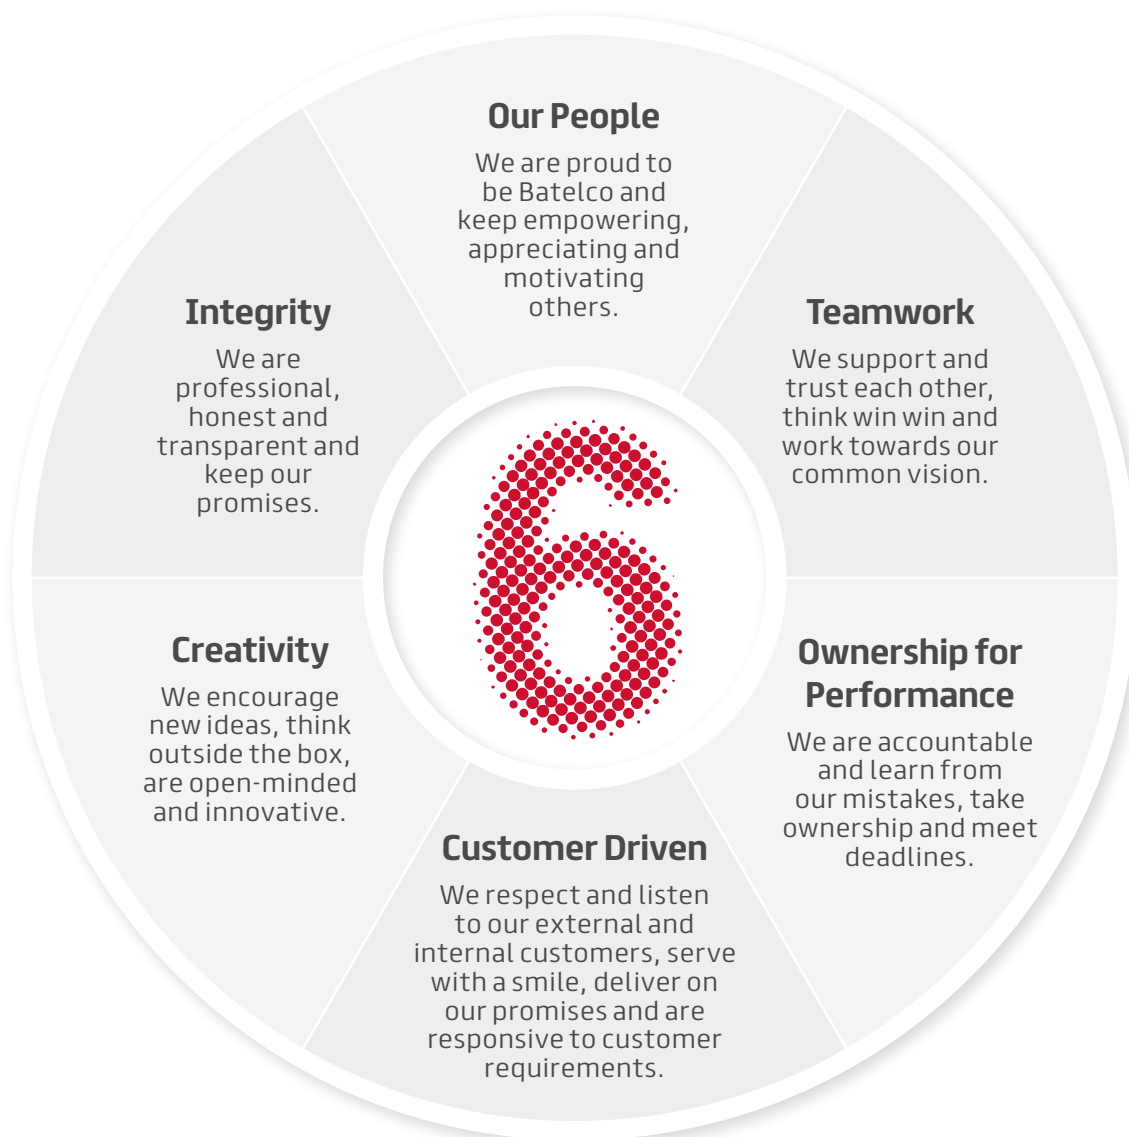 Our People
We are proud to
be Batelco and
keep empowering,
appreciating and
motivating
others.
Teamwork
We support and
trust each other,
think win win and
work towards our
common vision.
Ownership for
Performance
We are accountable
and learn from
our mistakes, take
ownership and meet
deadlines.
Customer Driven
We respect and listen
to our external and
internal customers, serve
with a smile, deliver on
our promises and are
responsive to customer
requirements.
Creativity
We encourage
new ideas, think
outside the box,
are open-minded
and innovative.
Integrity
We are
professional,
honest and
transparent and
keep our
promises.
6